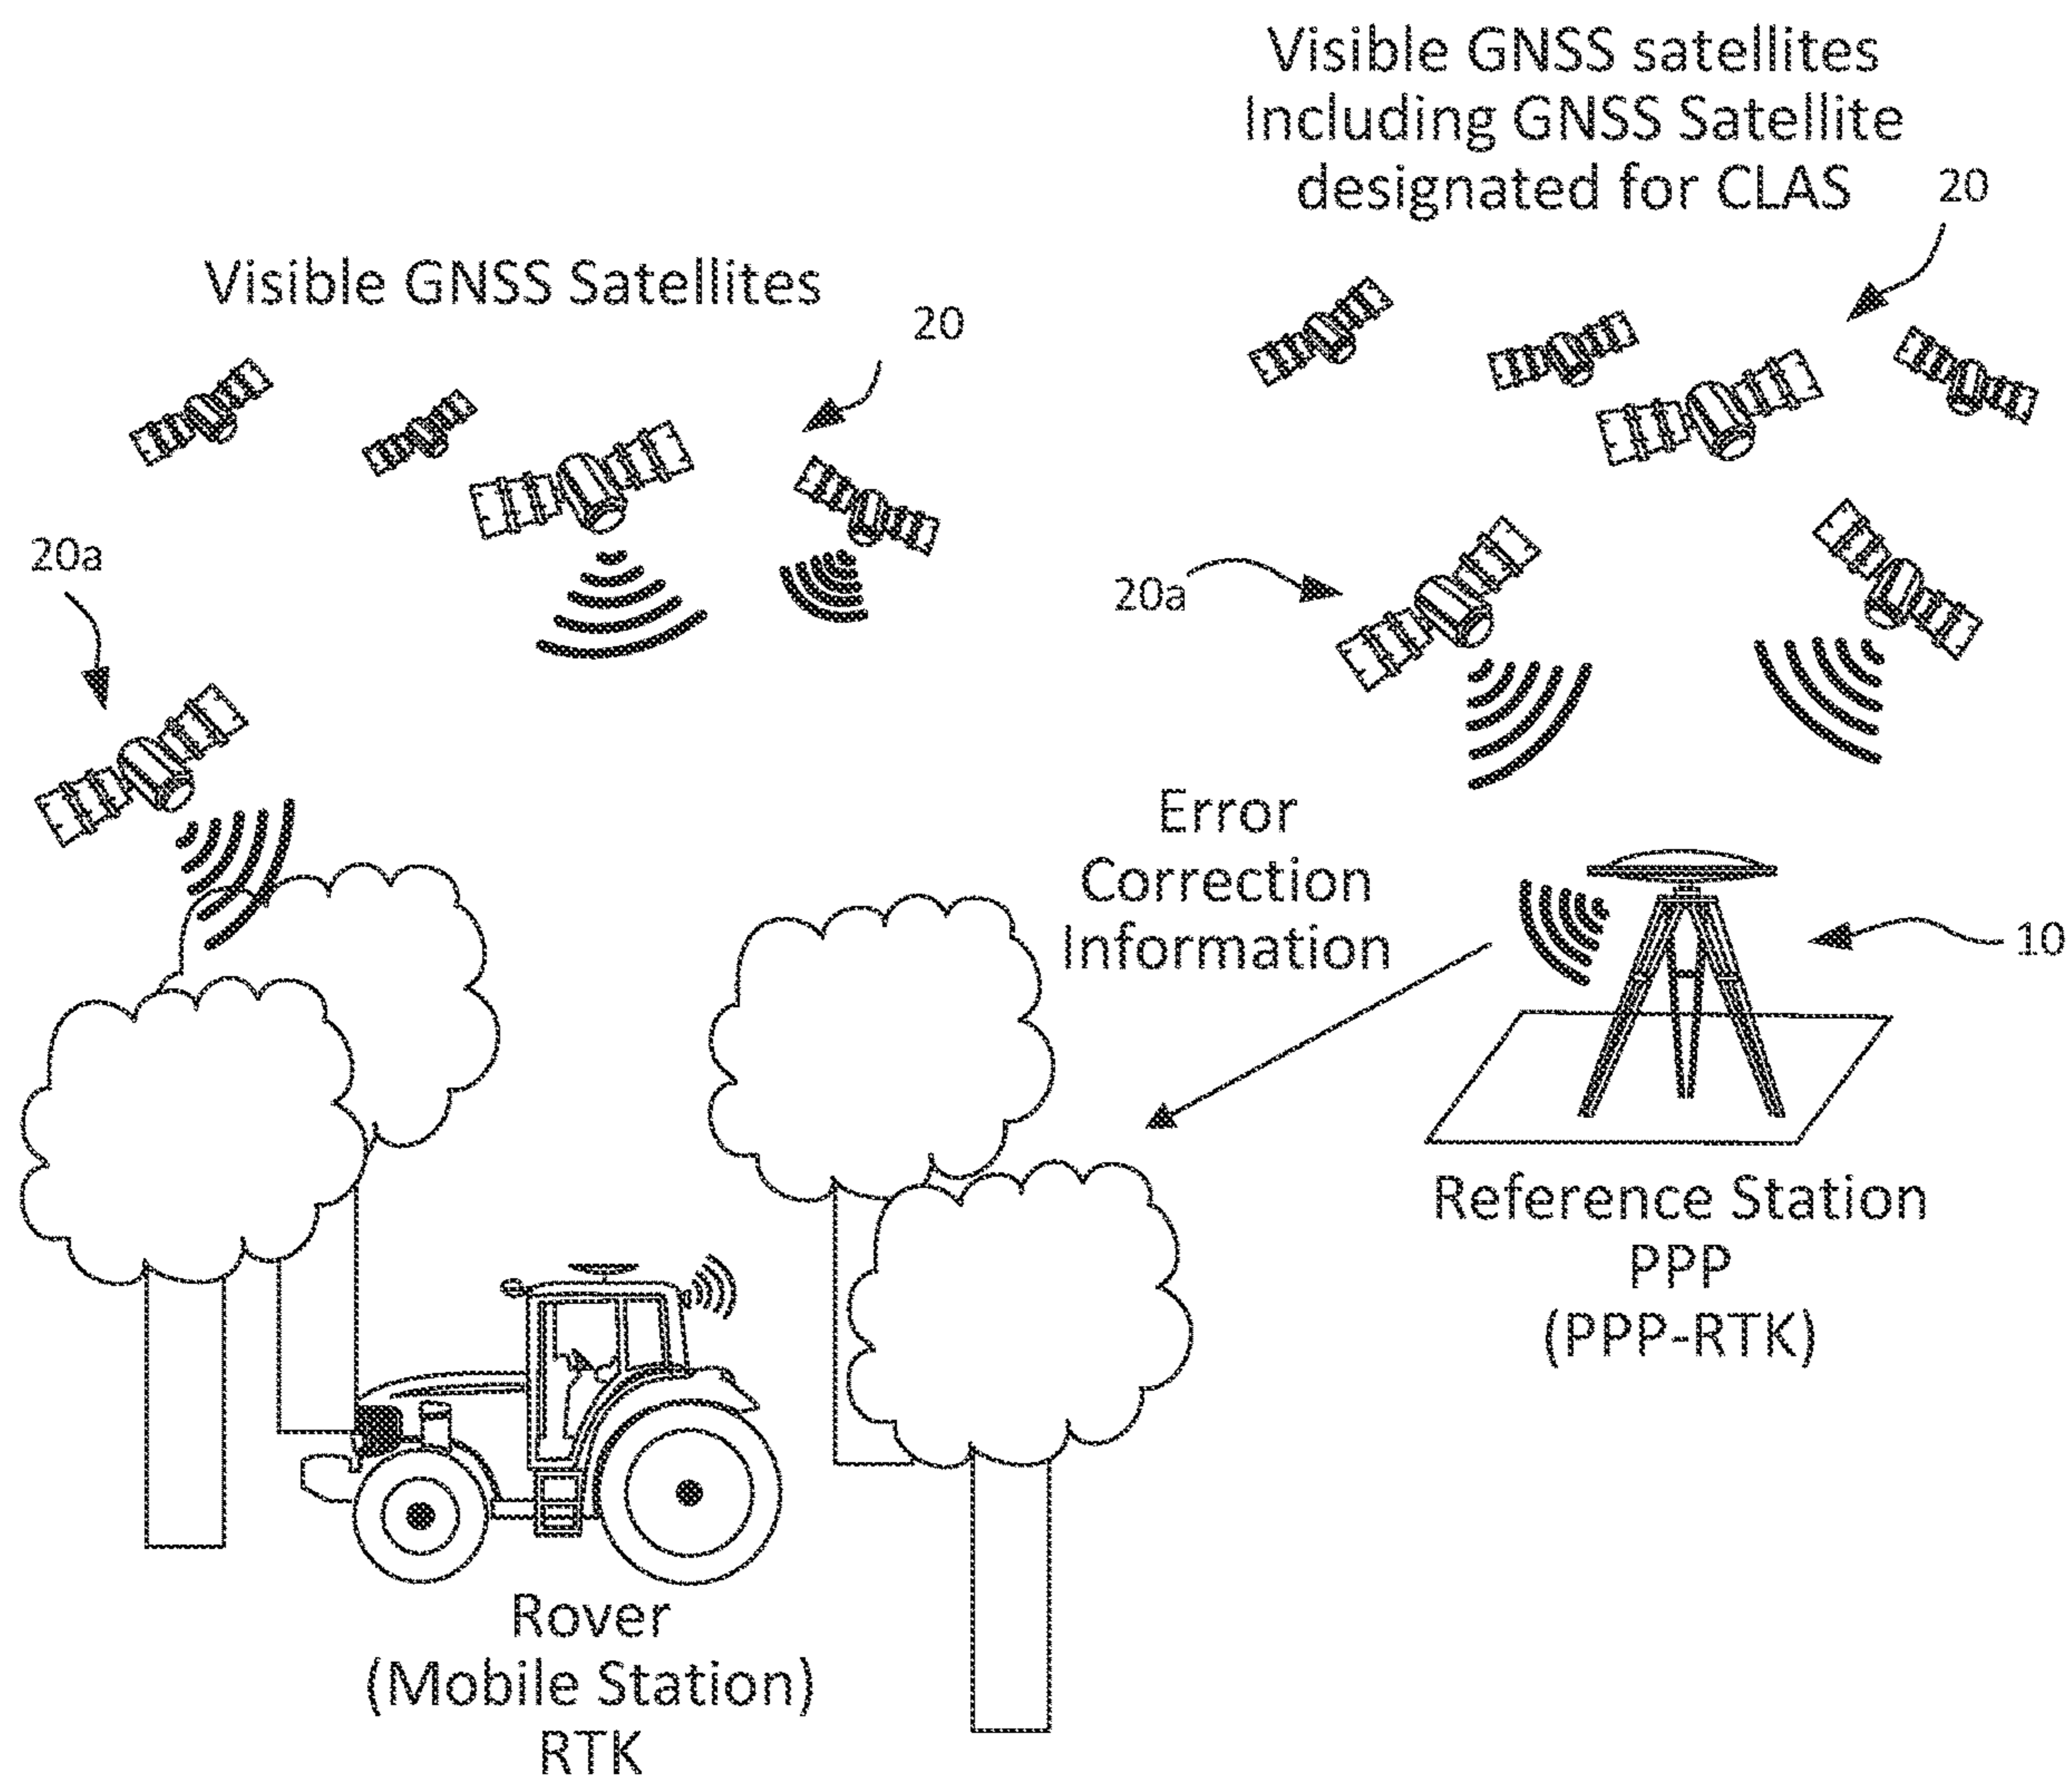 Visible GNSS satellites
Including GNSS Satellite
designated for CLAS
20
Visible GNSS Satellites
20
20a
20a
Error
Correction
Information
10
Reference Station
PPP
(PPP-RTK)
Rover
(Mobile Station)
RTK